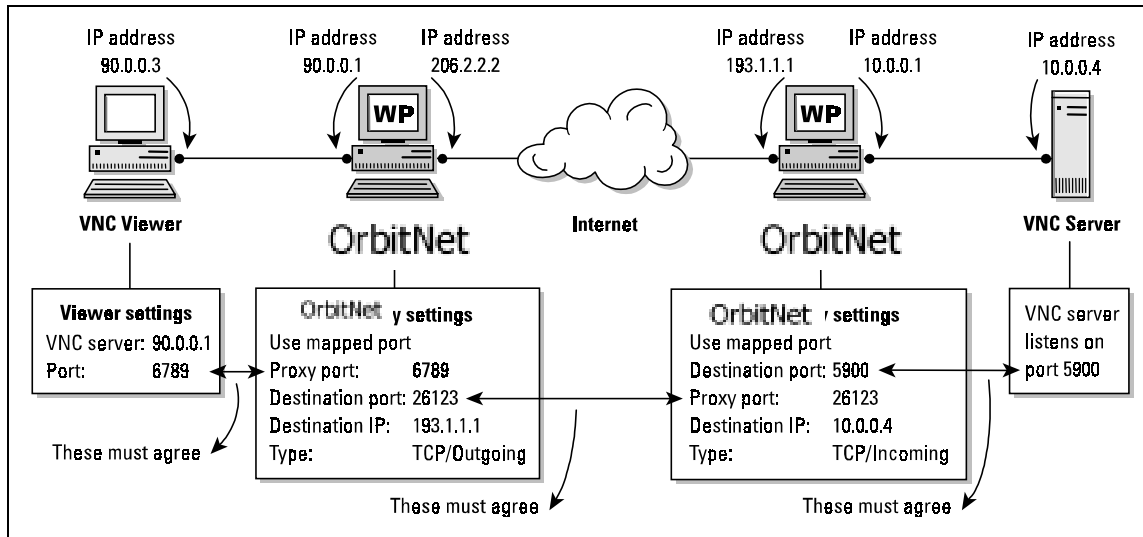 IP address
90.0.0.3
IP address
90.0.0.1
IP address
206.2.2.2
IP address
193.1.1.1
IP address
10.0.0.1
IP address
10.0.0.4
WP
WP
VNC Viewer
OrbitNet
Internet
OrbitNet
VNC Server
Viewer settings
VNC server: 90.0.0.1
Port: 6789
OrbitNet y settings
Use mapped port
Proxy port: 6789
Destination port: 26123
Destination IP: 193.1.1.1
Type: TCP/Outgoing
OrbitNet y settings
Use mapped port
Destination port: 5900
Proxy port: 26123
Destination IP: 10.0.0.4
Type: TCP/Incoming
VNC server
listens on
port 5900
These must agree
These must agree
These must agree